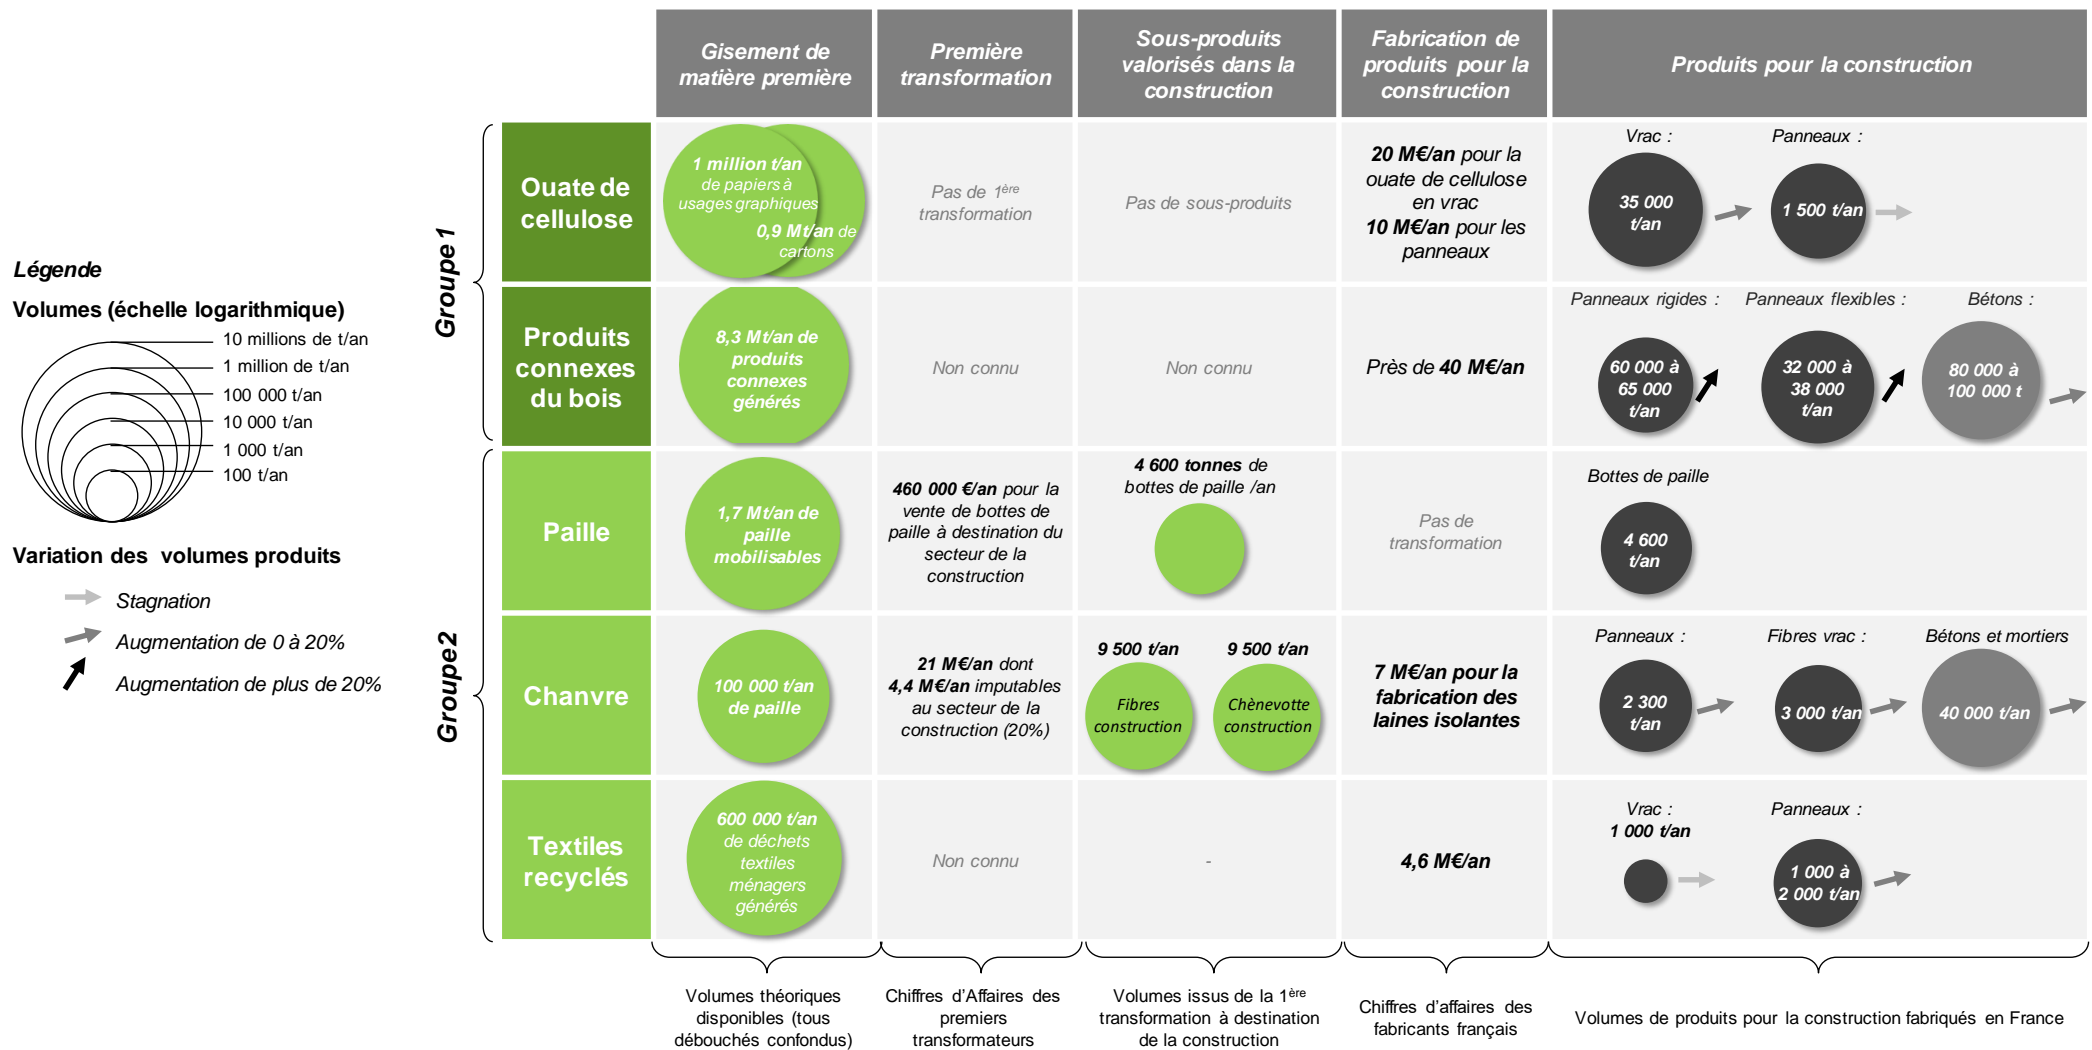 Gisement de
matière première
Première
transformation
Sous-produits
valorisés dans la
construction
Fabrication de
produits pour la
construction
Produits pour la construction
Légende
Volumes (échelle logarithmique)
10 millions de t/an
1 million de t/an
100 000 t/an
10 000 t/an
1 000 t/an
100 t/an
Variation des volumes produits
Stagnation
Augmentation de 0 à 20%
Augmentation de plus de 20%
Groupe 1
Ouate de
cellulose
1 million t/an
de papiers à
usages graphiques
0,9 Mt/an de
cartons
Pas de 1ère
transformation
Pas de sous-produits
20 M€/an pour la
ouate de cellulose
en vrac
10 M€/an pour les
panneaux
Vrac :
35 000
t/an
Panneaux :
1 500 t/an
Produits
connexes
du bois
8,3 Mt/an de
produits
connexes
générés
Non connu
Non connu
Près de 40 M€/an
Panneaux rigides :
60 000 à
65 000
t/an
Panneaux flexibles :
32 000 à
38 000
t/an
Bétons :
80 000 à
100 000 t
Groupe 2
Paille
1,7 Mt/an de
paille
mobilisables
460 000 €/an pour la
vente de bottes de
paille à destination du
secteur de la
construction
4 600 tonnes de
bottes de paille /an
Pas de
transformation
Bottes de paille
4 600
t/an
Chanvre
100 000 t/an
de paille
21 M€/an dont
4,4 M€/an imputables
au secteur de la
construction (20%)
9 500 t/an
Fibres
construction
9 500 t/an
Chènevotte
construction
7 M€/an pour la
fabrication des
laines isolantes
Panneaux :
2 300
t/an
Fibres vrac :
3 000 t/an
Bétons et mortiers
40 000 t/an
Textiles
recyclés
600 000 t/an
de déchets
textiles
ménagers
générés
Non connu
-
4,6 M€/an
Vrac :
1 000 t/an
Panneaux :
1 000 à
2 000 t/an
Volumes théoriques
disponibles (tous
débouchés confondus)
Chiffres d'Affaires des
premiers
transformateurs
Volumes issus de la 1ère
transformation à destination
de la construction
Chiffres d'affaires des
fabricants français
Volumes de produits pour la construction fabriqués en France